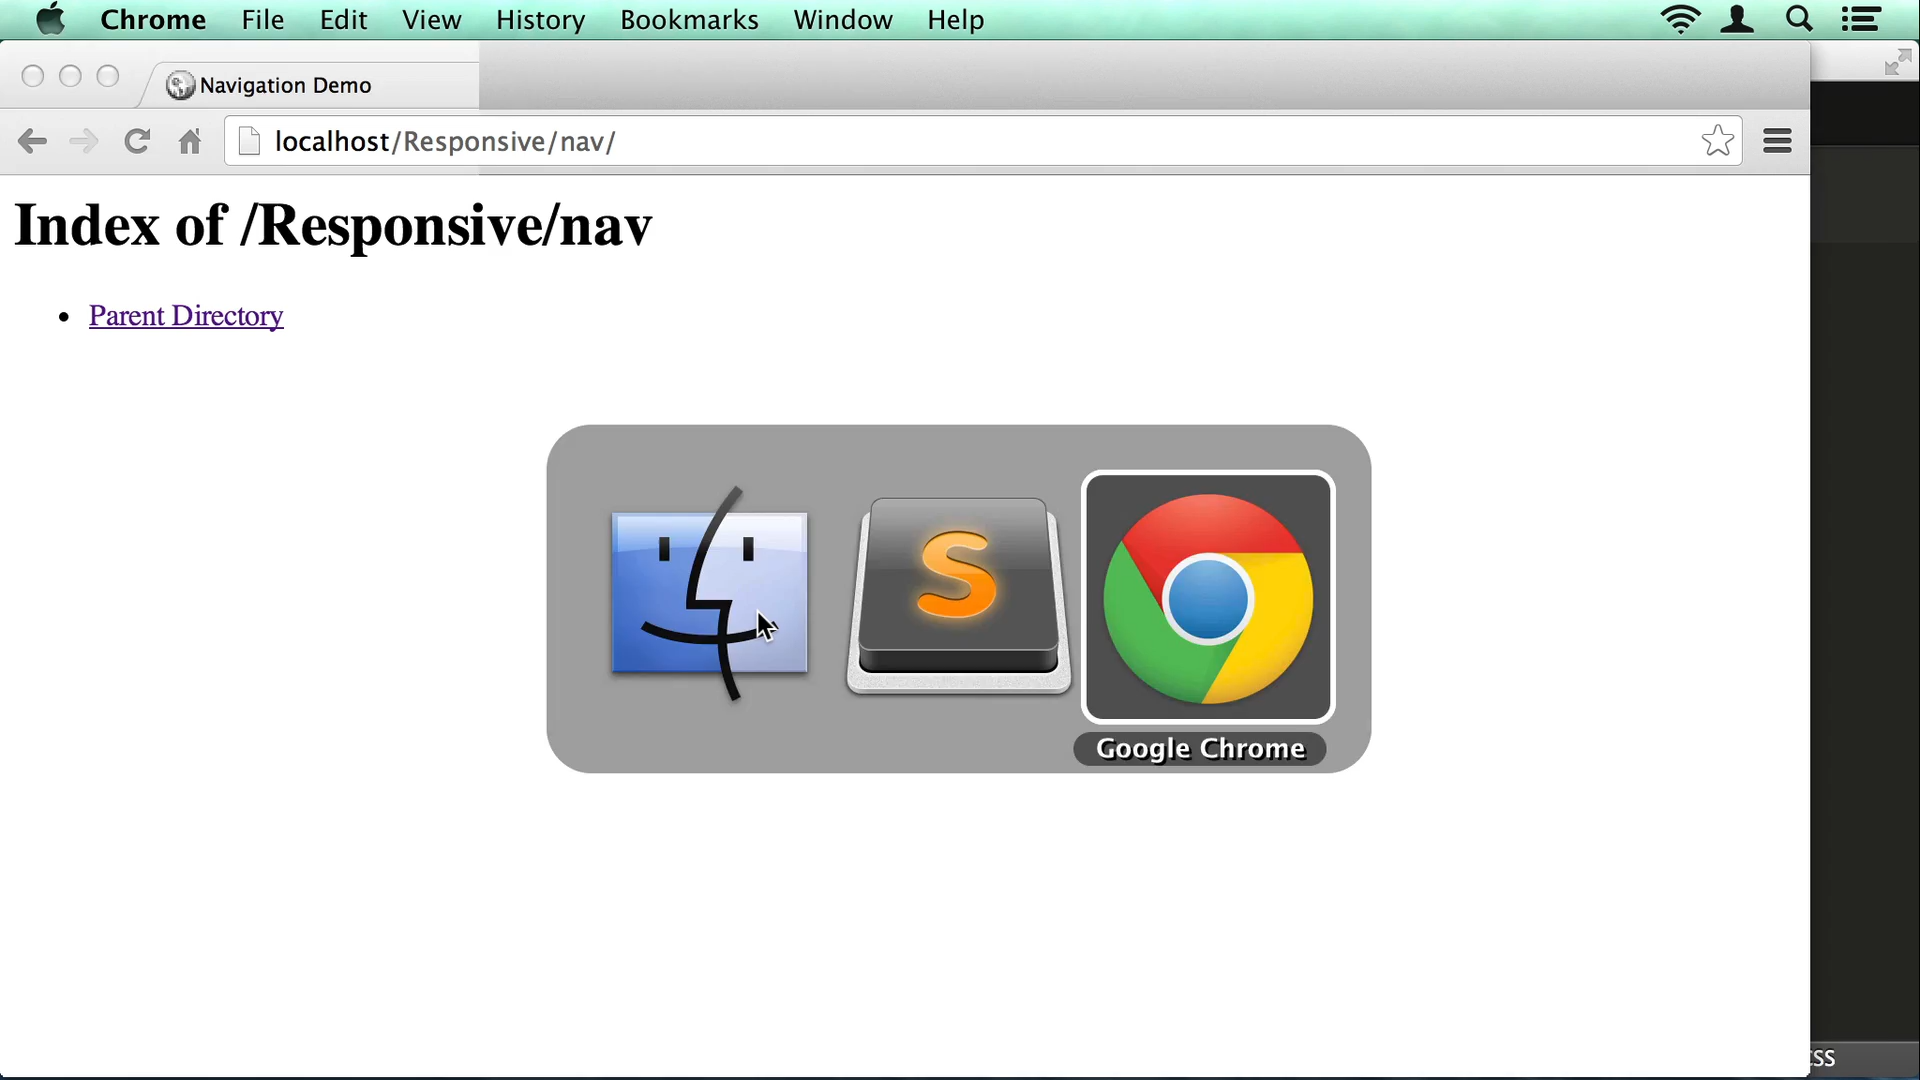 Chrome File Edit View History Bookmarks Window Help
Navigation Demo
localhost/Responsive/nav/
Index of /Responsive/nav
• Parent Directory
S
Google Chrome